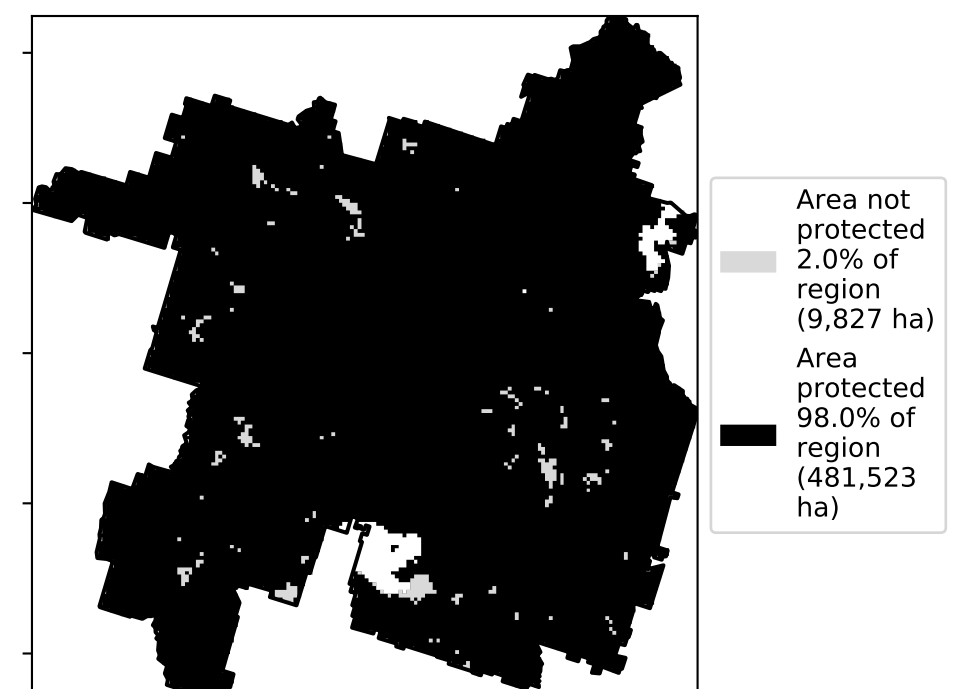 Area not
protected
2.0% of
region
(9,827 ha)
Area
protected
98.0% of
region
(481,523
ha)